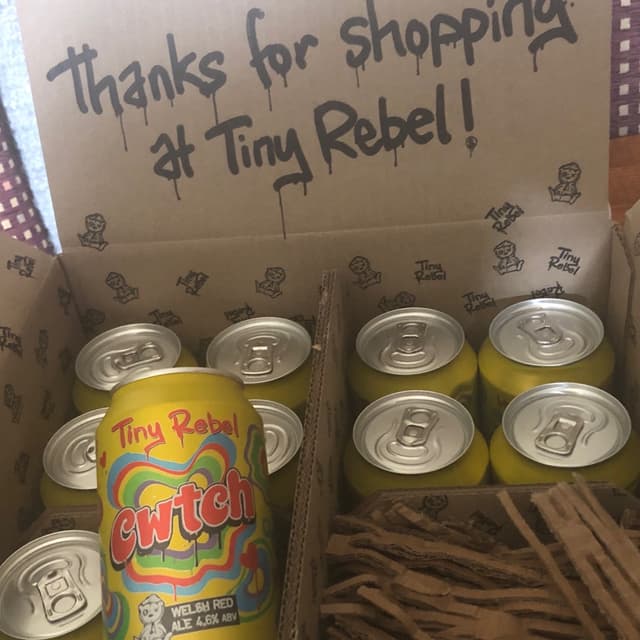 Thanks for shopping
at Tiny Rebel!
Tiny Rebel
Tiny Rebel
Tiny Rebel
Tiny Rebel
cwtch
WELSH RED
ALE 4,6% ABV